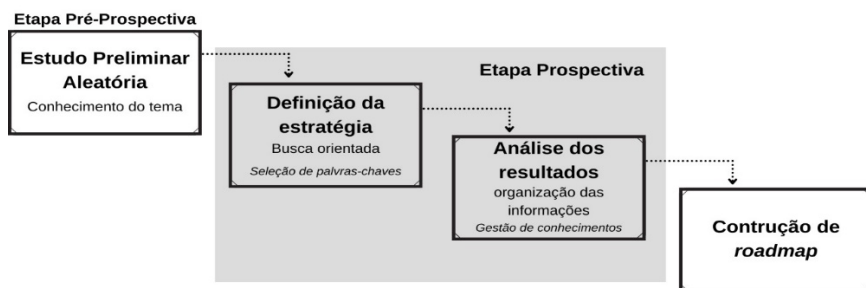 Etapa Pré-Prospectiva
Estudo Preliminar
Aleatória
Conhecimento do tema
Etapa Prospectiva
Definição da
estratégia
Busca orientada
Seleção de palvras-chaves
Análise dos
resultados
organização das
informações
Gestão de conhecimentos
Contrução de
roadmap